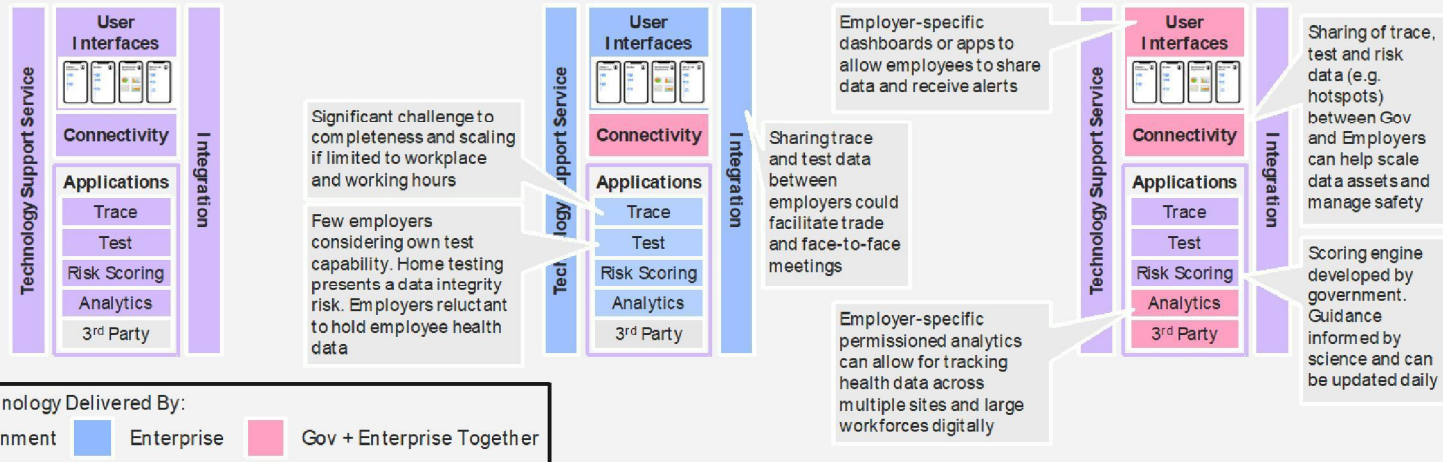 Technology Support Service
User
Interfaces
Connectivity
Applications
Trace
Test
Risk Scoring
Analytics
3rd Party
Integration
Significant challenge to
completeness and scaling
if limited to workplace
and working hours
Few employers
considering own test
capability. Home testing
presents a data integrity
risk. Employers reluctant
to hold employee health
data
Technology Support Service
User
Interfaces
Connectivity
Applications
Trace
Test
Risk Scoring
Analytics
3rd Party
Integration
Sharing trace
and test data
between
employers could
facilitate trade
and face-to-face
meetings
Employer-specific
dashboards or apps to
allow employees to share
data and receive alerts
Employer-specific
permissioned analytics
can allow for tracking
health data across
multiple sites and large
workforces digitally
Technology Support Service
User
Interfaces
Connectivity
Applications
Trace
Test
Risk Scoring
Analytics
3rd Party
Integration
Sharing of trace,
test and risk
data (e.g.
hotspots)
between Gov
and Employers
can help scale
data assets and
manage safety
Scoring engine
developed by
government.
Guidance
informed by
science and can
be updated daily
nology Delivered By:
nment Enterprise Gov + Enterprise Together